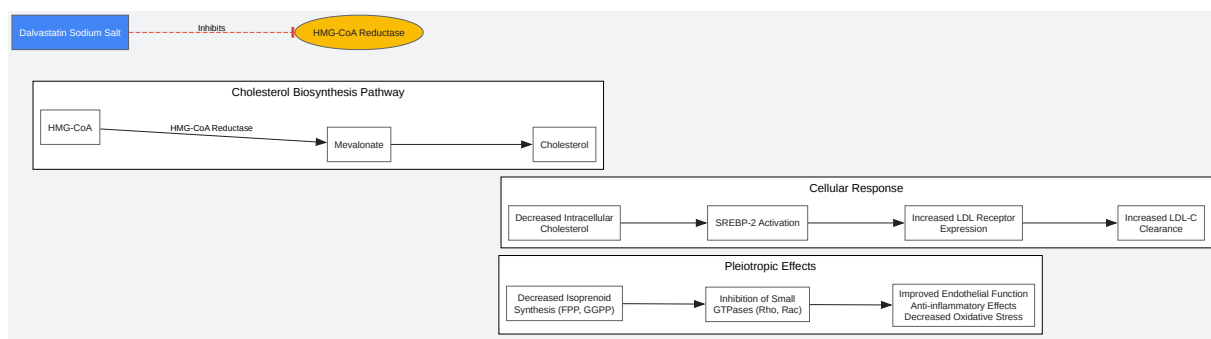 Dalvastatin Sodium Salt
Inhibits
HMG-CoA Reductase
Cholesterol Biosynthesis Pathway
HMG-CoA
HMG-CoA Reductase
Mevalonate
Cholesterol
Cellular Response
Decreased Intracellular
Cholesterol
SREBP-2 Activation
Increased LDL Receptor
Expression
Increased LDL-C
Clearance
Pleiotropic Effects
Decreased Isoprenoid
Synthesis (FPP, GGPP)
Inhibition of Small
GTPases (Rho, Rac)
Improved Endothelial Function
Anti-inflammatory Effects
Decreased Oxidative Stress